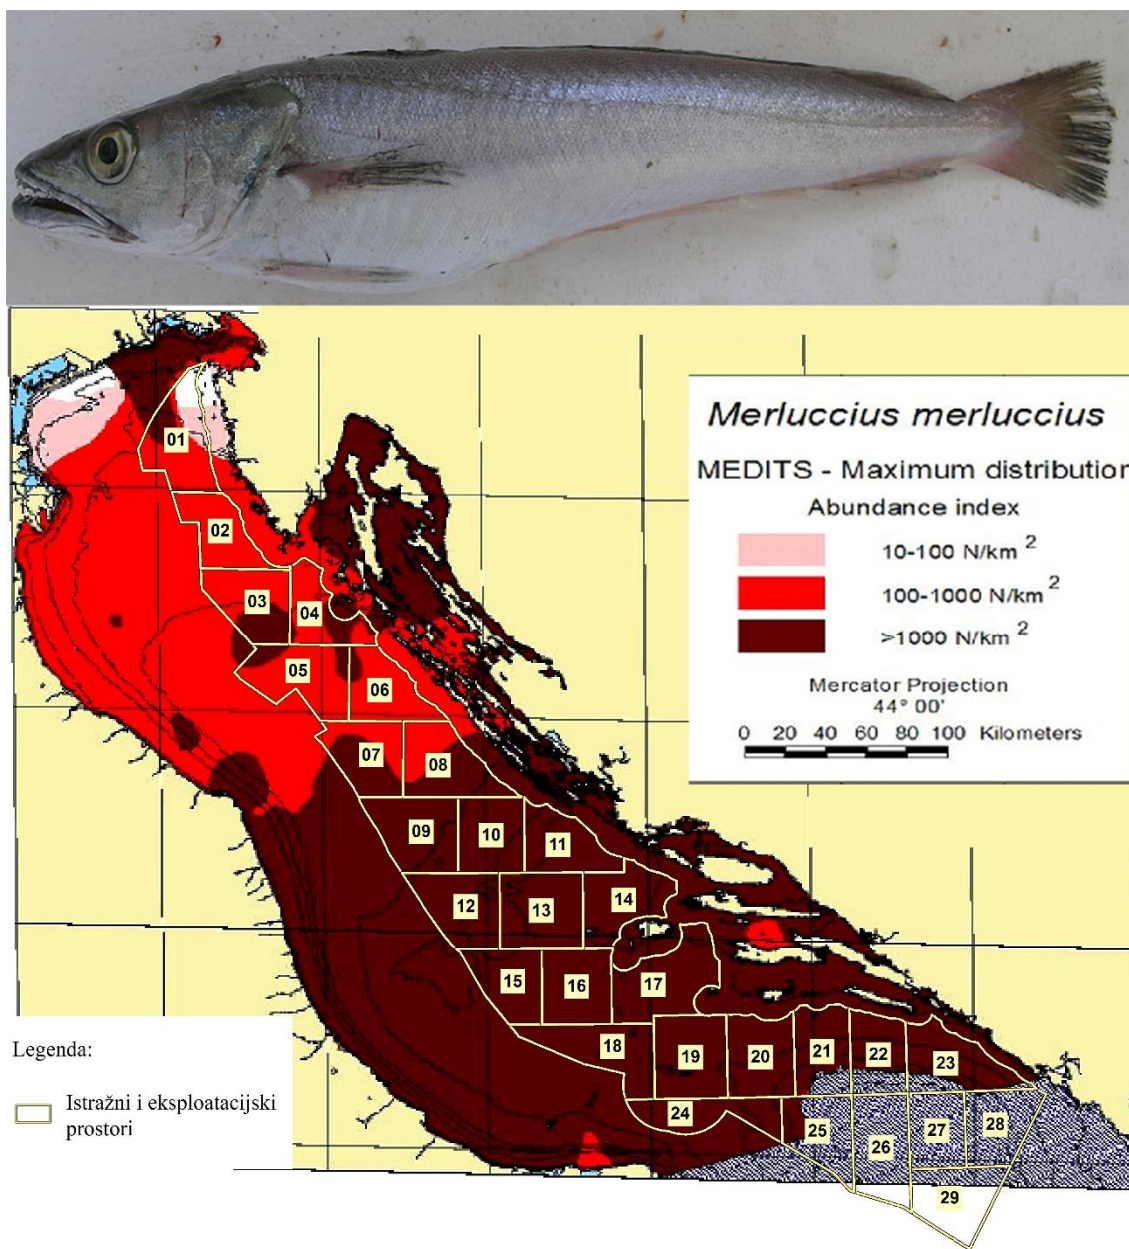 Merluccius merluccius
MEDITS - Maximum distribution
Abundance index
10-100 N/km 2
100-1000 N/km 2
>1000 N/km 2
Mercator Projection
44° 00'
0 20 40 60 80 100 Kilometers
01
02
03
04
05
06
07
08
09
10
11
12
13
14
15
16
17
18
19
20
21
22
23
24
25
26
27
28
29
Legenda:
Istražni i eksploatacijski
prostori